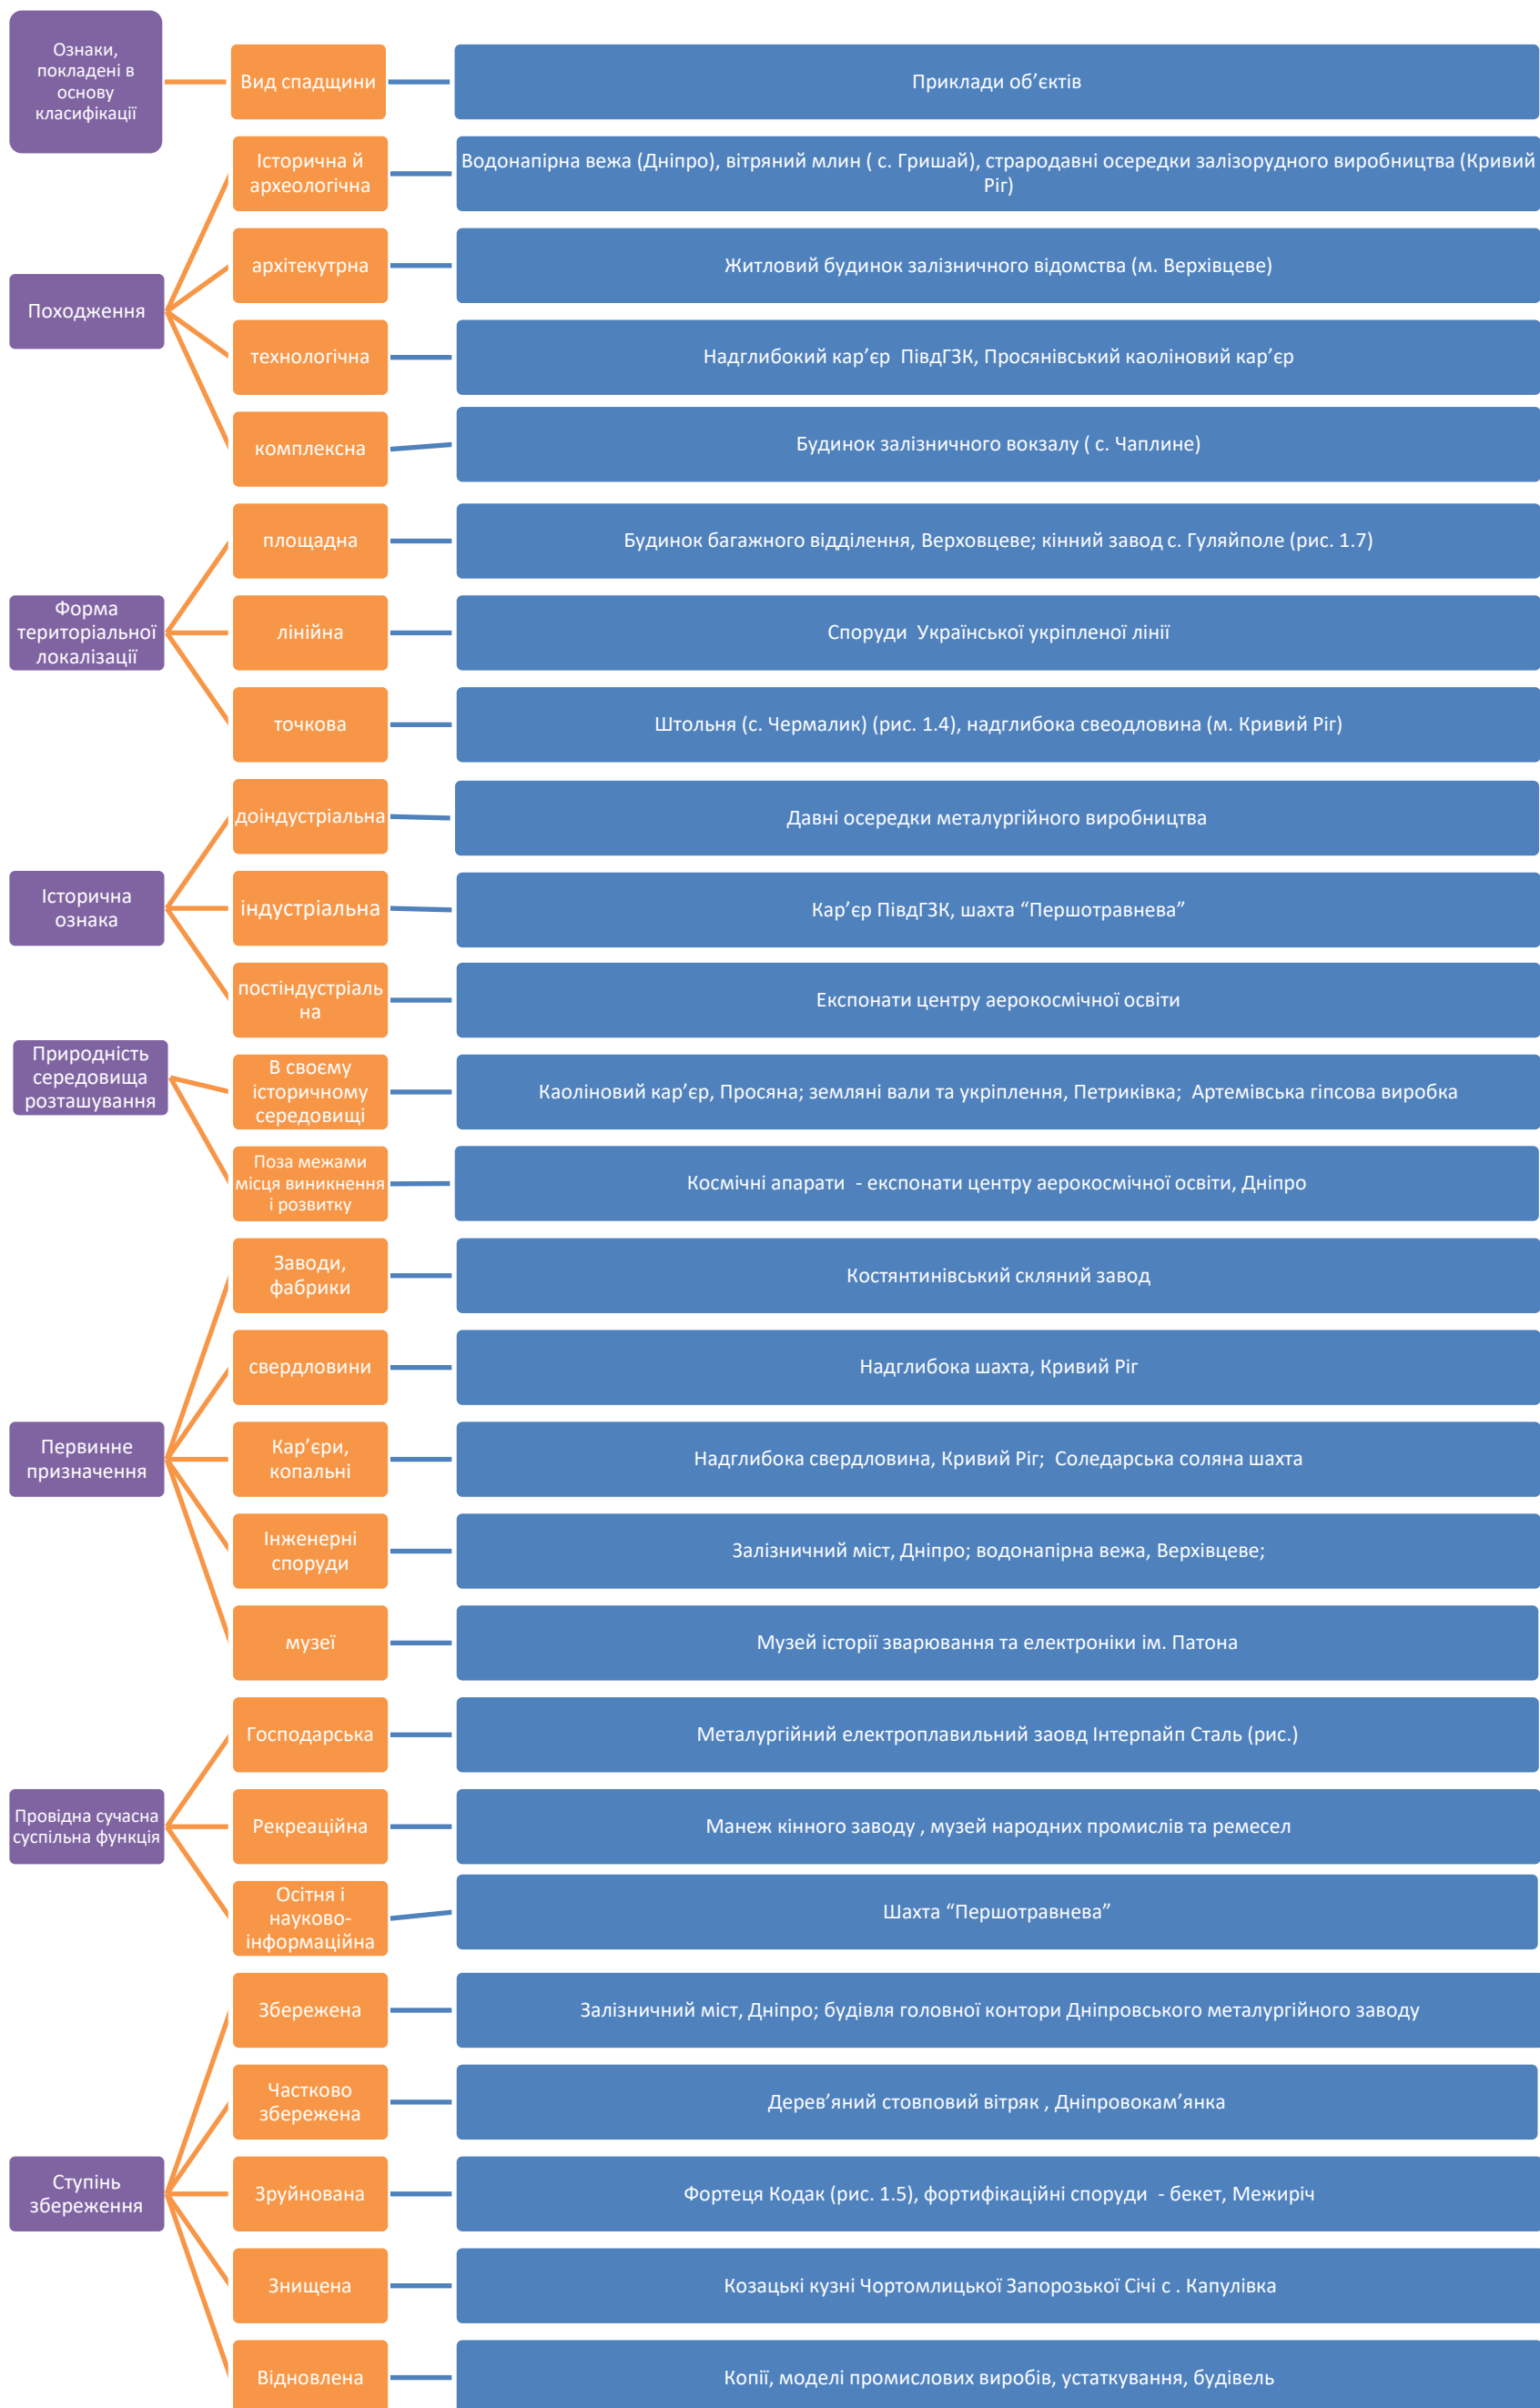 Ознаки,
покладені в
основу
класифікації
Вид спадщини
Приклади об’єктів
Походження
Історична й
археологічна
Водонапірна вежа (Дніпро), вітряний млин ( с. Гришай), страродавні осередки залізорудного виробництва (Кривий
Ріг)
архітекутрна
Житловий будинок залізничного відомства (м. Верхівцеве)
технологічна
Надглибокий кар’єр  ПівдГЗК, Просянівський каоліновий кар’єр
комплексна
Будинок залізничного вокзалу ( с. Чаплине)
Форма
територіальної
локалізації
площадна
Будинок багажного відділення, Верховцеве; кінний завод с. Гуляйполе (рис. 1.7)
лінійна
Споруди  Української укріпленої лінії
точкова
Штольня (с. Чермалик) (рис. 1.4), надглибока свеодловина (м. Кривий Ріг)
Історична
ознака
доіндустріальна
Давні осередки металургійного виробництва
індустріальна
Кар’єр ПівдГЗК, шахта “Першотравнева”
постіндустріаль
на
Експонати центру аерокосмічної освіти
Природність
середовища
розташування
В своєму
історичному
середовищі
Каоліновий кар’єр, Просяна; земляні вали та укріплення, Петриківка;  Артемівська гіпсова виробка
Поза межами
місця виникнення
і розвитку
Космічні апарати  - експонати центру аерокосмічної освіти, Дніпро
Первинне
призначення
Заводи,
фабрики
Костянтинівський скляний завод
свердловини
Надглибока шахта, Кривий Ріг
Кар’єри,
копальні
Надглибока свердловина, Кривий Ріг;  Соледарська соляна шахта
Інженерні
споруди
Залізничний міст, Дніпро; водонапірна вежа, Верхівцеве;
музеї
Музей історії зварювання та електроніки ім. Патона
Провідна сучасна
суспільна функція
Господарська
Металургійний електроплавильний заовд Інтерпайп Сталь (рис.)
Рекреаційна
Манеж кінного заводу , музей народних промислів та ремесел
Осітня і
науково-
інформаційна
Шахта “Першотравнева”
Ступінь
збереження
Збережена
Залізничний міст, Дніпро; будівля головної контори Дніпровського металургійного заводу
Частково
збережена
Дерев’яний стовповий вітряк , Дніпровокам’янка
Зруйнована
Фортеця Кодак (рис. 1.5), фортифікаційні споруди  - бекет, Межиріч
Знищена
Козацькі кузні Чортомлицької Запорозької Січі с . Капулівка
Відновлена
Копії, моделі промислових виробів, устаткування, будівель